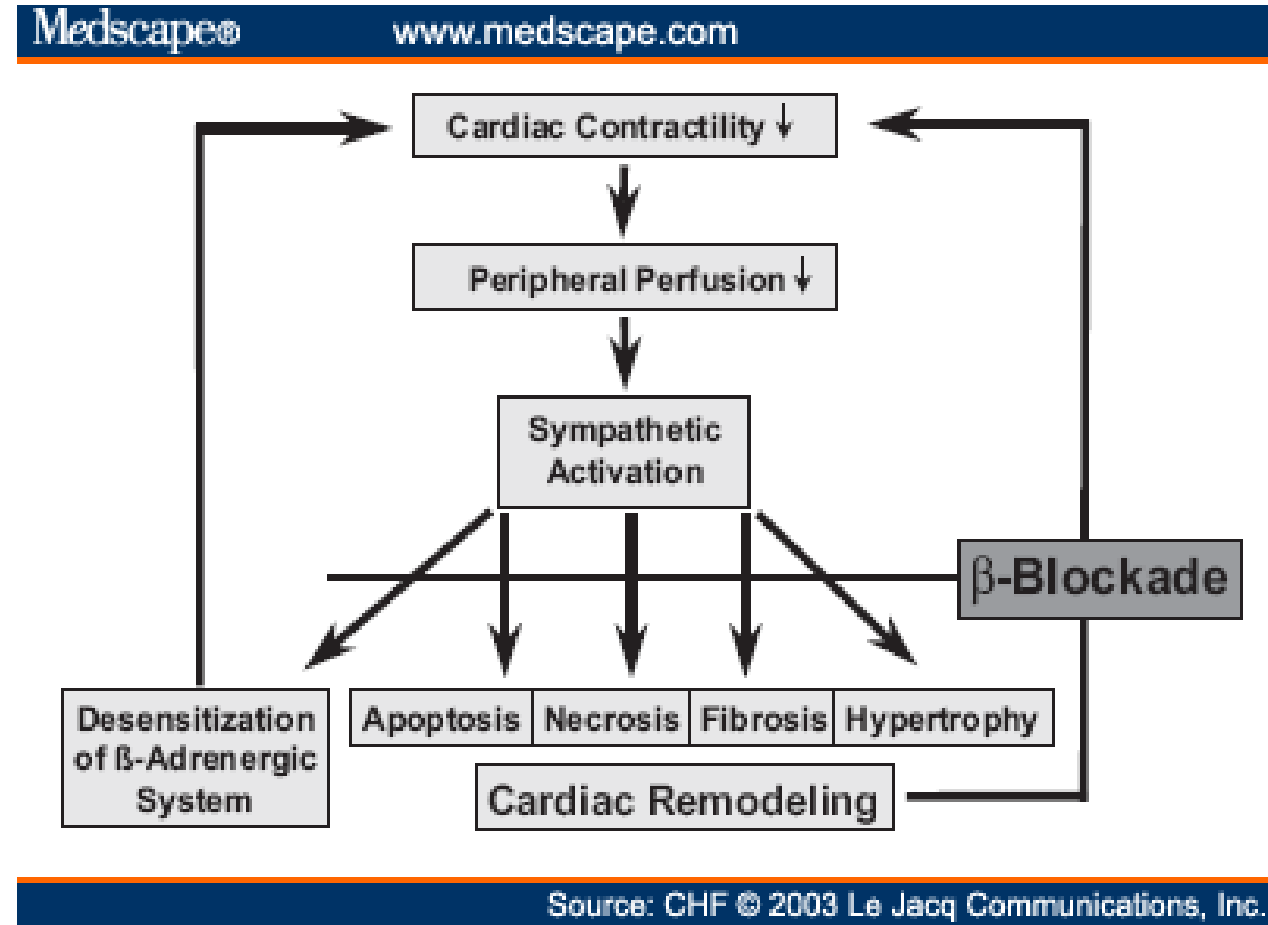 Medscape® www.medscape.com
Cardiac Contractility ↓
Peripheral Perfusion ↓
Sympathetic
Activation
β-Blockade
Desensitization
of ß-Adrenergic
System
Apoptosis Necrosis Fibrosis Hypertrophy
Cardiac Remodeling
Source: CHF © 2003 Le Jacq Communications, Inc.